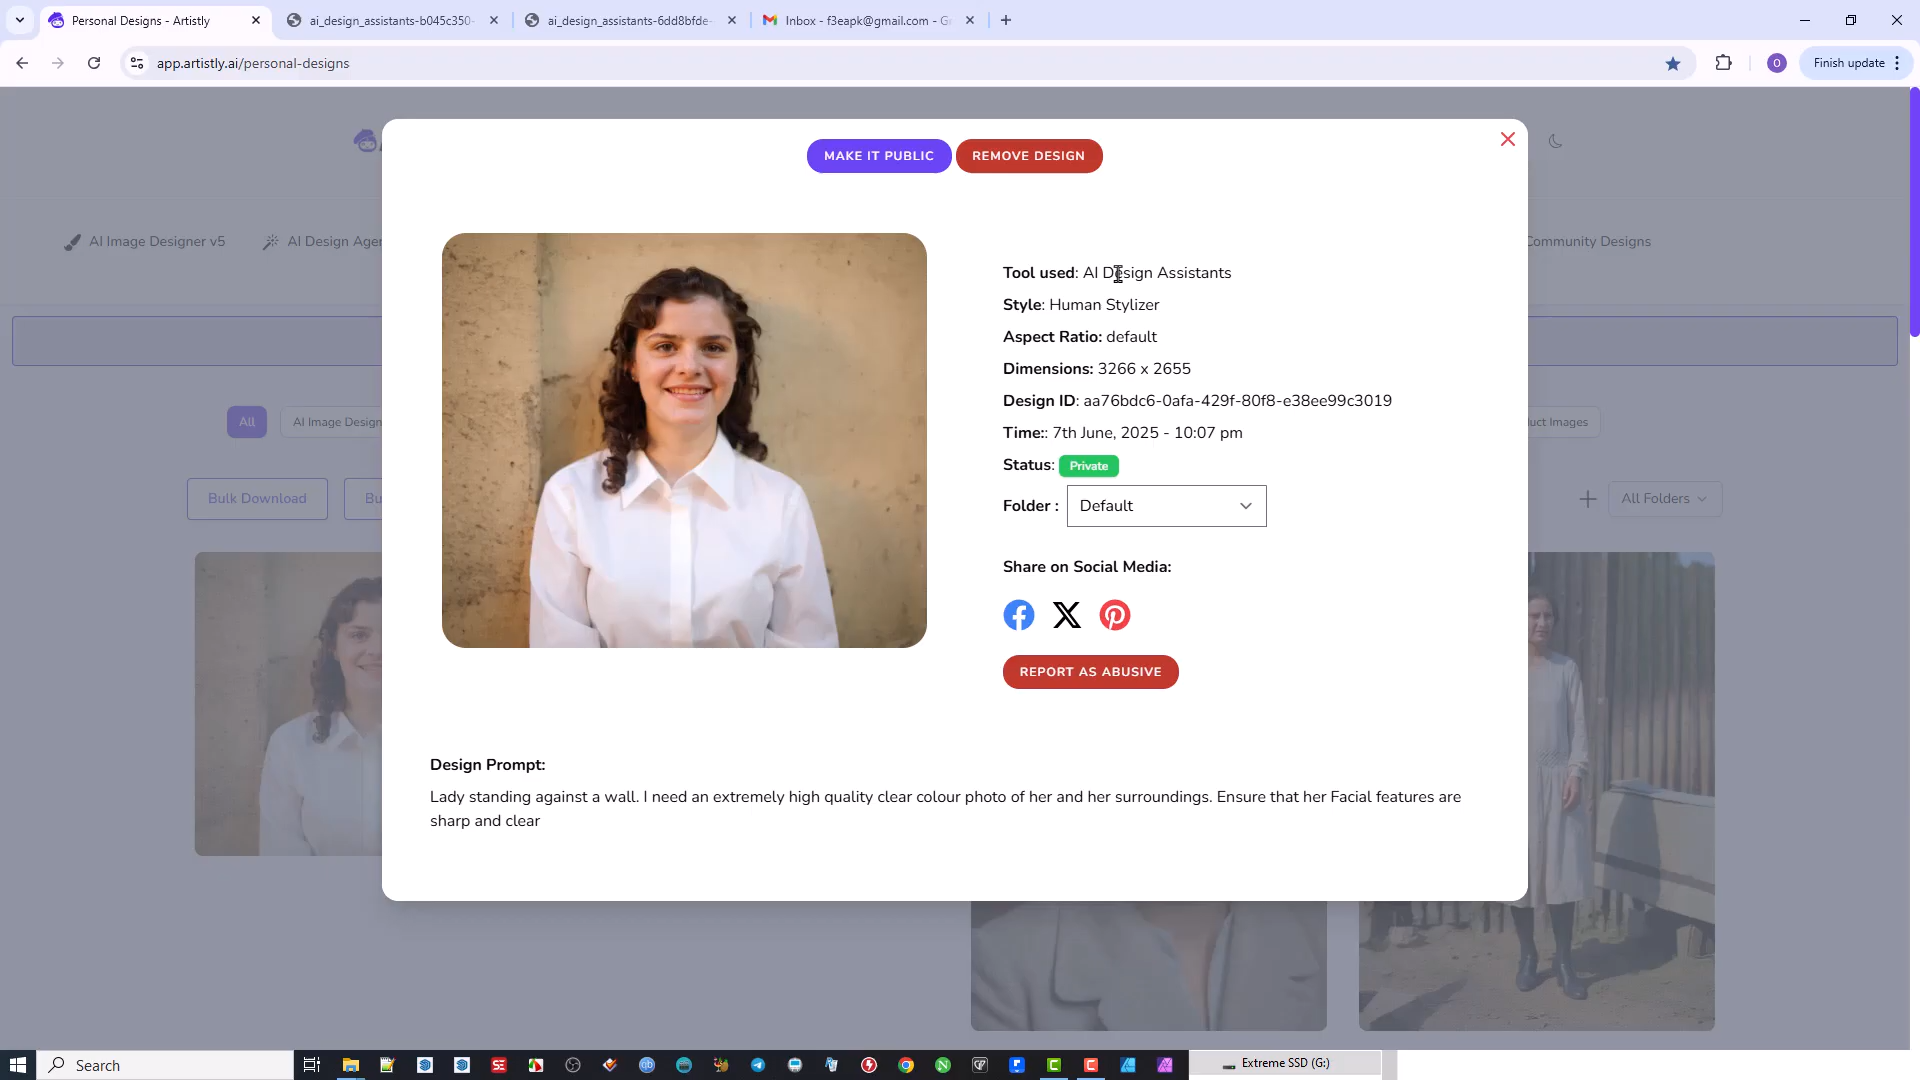 Personal Designs - Artistly
ai_design_assistants-b045c350-
ai_design_assistants-6dd8bfde-
Inbox - f3eapk@gmail.com - G
app.artistly.ai/personal-designs
O
Finish update
MAKE IT PUBLIC
REMOVE DESIGN
AI Image Designer v5
AI Design Agen
Community Designs
Tool used: AI Design Assistants
Style: Human Stylizer
Aspect Ratio: default
Dimensions: 3266 x 2655
Design ID: aa76bdc6-0afa-429f-80f8-e38ee99c3019
Time:: 7th June, 2025 - 10:07 pm
Status: Private
Folder : Default
All
AI Image Design
uct Images
Bulk Download
Bu
All Folders
Share on Social Media:
REPORT AS ABUSIVE
Design Prompt:
Lady standing against a wall. I need an extremely high quality clear colour photo of her and her surroundings. Ensure that her Facial features are
sharp and clear
Search
Extreme SSD (G:)